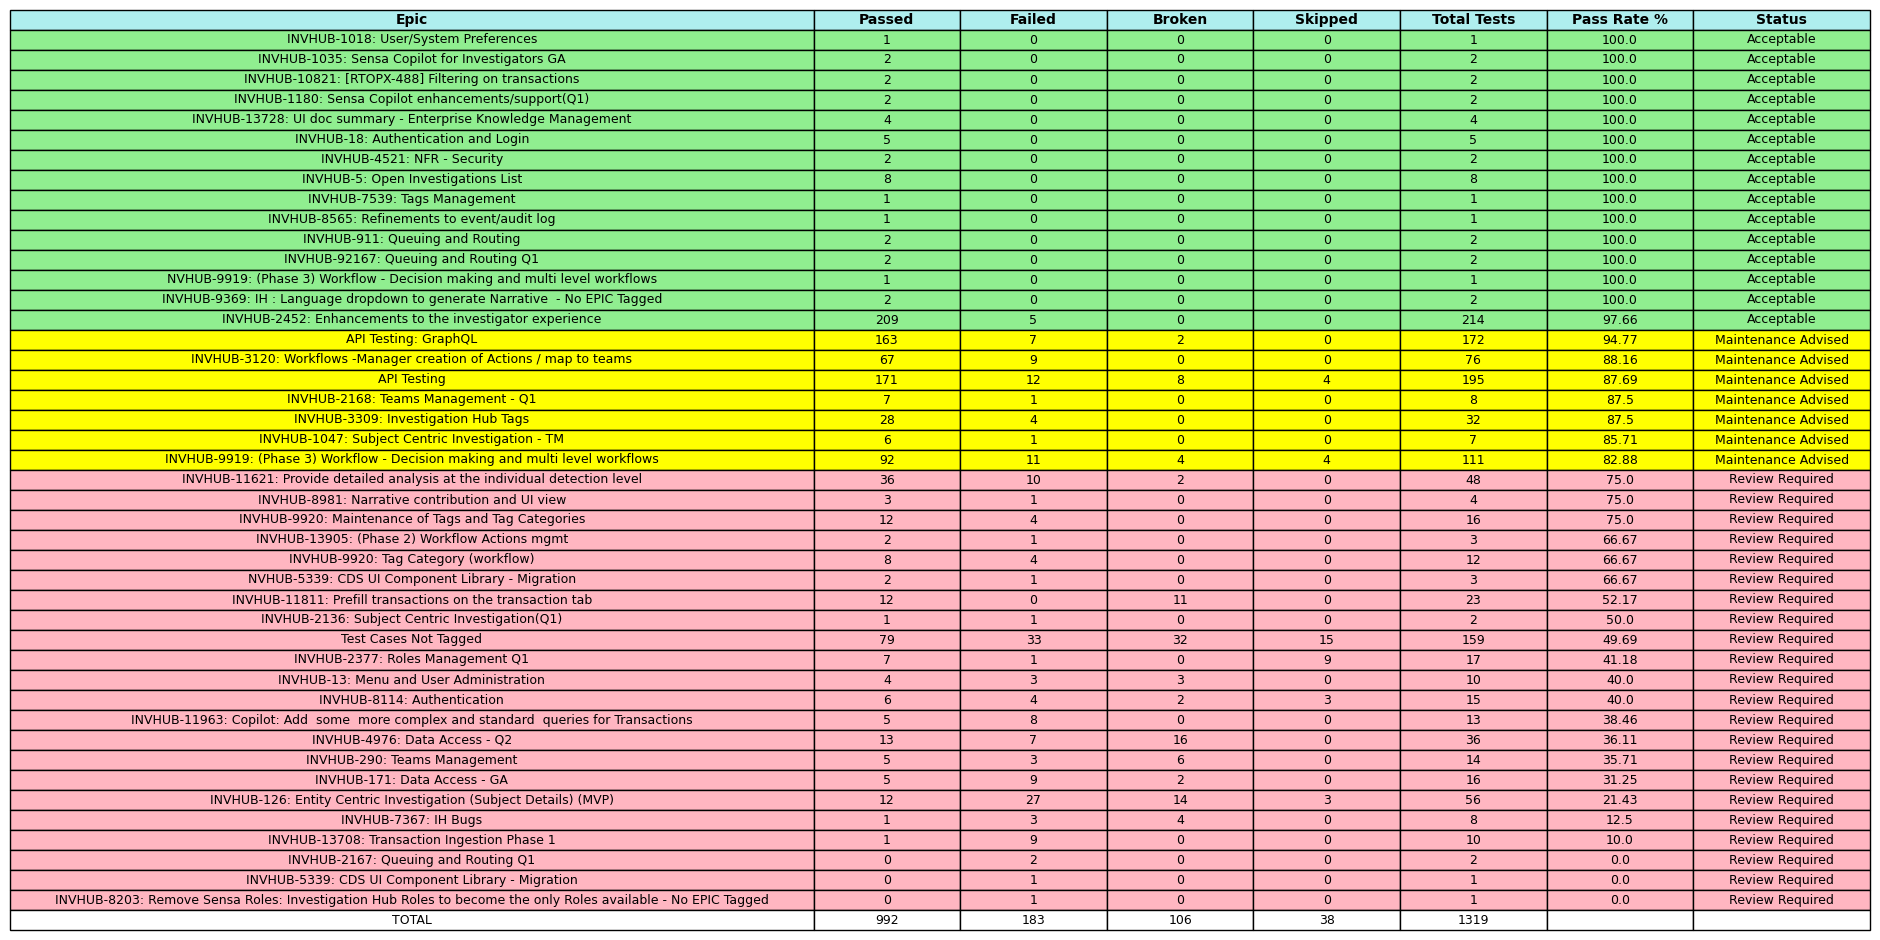 Epic Passed Failed Broken Skipped Total Tests Pass Rate % Status
INVHUB-1018: User/System Preferences 1 0 0 0 1 100.0 Acceptable
INVHUB-1035: Sensa Copilot for Investigators GA 2 0 0 0 2 100.0 Acceptable
INVHUB-10821: [RTOPX-488] Filtering on transactions 2 0 0 0 2 100.0 Acceptable
INVHUB-1180: Sensa Copilot enhancements/support(Q1) 2 0 0 0 2 100.0 Acceptable
INVHUB-13728: UI doc summary - Enterprise Knowledge Management 4 0 0 0 4 100.0 Acceptable
INVHUB-18: Authentication and Login 5 0 0 0 5 100.0 Acceptable
INVHUB-4521: NFR - Security 2 0 0 0 2 100.0 Acceptable
INVHUB-5: Open Investigations List 8 0 0 0 8 100.0 Acceptable
INVHUB-7539: Tags Management 1 0 0 0 1 100.0 Acceptable
INVHUB-8565: Refinements to event/audit log 1 0 0 0 1 100.0 Acceptable
INVHUB-911: Queuing and Routing 2 0 0 0 2 100.0 Acceptable
INVHUB-92167: Queuing and Routing Q1 2 0 0 0 2 100.0 Acceptable
NVHUB-9919: (Phase 3) Workflow - Decision making and multi level workflows 1 0 0 0 1 100.0 Acceptable
INVHUB-9369: IH : Language dropdown to generate Narrative  - No EPIC Tagged 2 0 0 0 2 100.0 Acceptable
INVHUB-2452: Enhancements to the investigator experience 209 5 0 0 214 97.66 Acceptable
API Testing: GraphQL 163 7 2 0 172 94.77 Maintenance Advised
INVHUB-3120: Workflows -Manager creation of Actions / map to teams 67 9 0 0 76 88.16 Maintenance Advised
API Testing 171 12 8 4 195 87.69 Maintenance Advised
INVHUB-2168: Teams Management - Q1 7 1 0 0 8 87.5 Maintenance Advised
INVHUB-3309: Investigation Hub Tags 28 4 0 0 32 87.5 Maintenance Advised
INVHUB-1047: Subject Centric Investigation - TM 6 1 0 0 7 85.71 Maintenance Advised
INVHUB-9919: (Phase 3) Workflow - Decision making and multi level workflows 92 11 4 4 111 82.88 Maintenance Advised
INVHUB-11621: Provide detailed analysis at the individual detection level 36 10 2 0 48 75.0 Review Required
INVHUB-8981: Narrative contribution and UI view 3 1 0 0 4 75.0 Review Required
INVHUB-9920: Maintenance of Tags and Tag Categories 12 4 0 0 16 75.0 Review Required
INVHUB-13905: (Phase 2) Workflow Actions mgmt 2 1 0 0 3 66.67 Review Required
INVHUB-9920: Tag Category (workflow) 8 4 0 0 12 66.67 Review Required
NVHUB-5339: CDS UI Component Library - Migration 2 1 0 0 3 66.67 Review Required
INVHUB-11811: Prefill transactions on the transaction tab 12 0 11 0 23 52.17 Review Required
INVHUB-2136: Subject Centric Investigation(Q1) 1 1 0 0 2 50.0 Review Required
Test Cases Not Tagged 79 33 32 15 159 49.69 Review Required
INVHUB-2377: Roles Management Q1 7 1 0 9 17 41.18 Review Required
INVHUB-13: Menu and User Administration 4 3 3 0 10 40.0 Review Required
INVHUB-8114: Authentication 6 4 2 3 15 40.0 Review Required
INVHUB-11963: Copilot: Add  some  more complex and standard  queries for Transactions 5 8 0 0 13 38.46 Review Required
INVHUB-4976: Data Access - Q2 13 7 16 0 36 36.11 Review Required
INVHUB-290: Teams Management 5 3 6 0 14 35.71 Review Required
INVHUB-171: Data Access - GA 5 9 2 0 16 31.25 Review Required
INVHUB-126: Entity Centric Investigation (Subject Details) (MVP) 12 27 14 3 56 21.43 Review Required
INVHUB-7367: IH Bugs 1 3 4 0 8 12.5 Review Required
INVHUB-13708: Transaction Ingestion Phase 1 1 9 0 0 10 10.0 Review Required
INVHUB-2167: Queuing and Routing Q1 0 2 0 0 2 0.0 Review Required
INVHUB-5339: CDS UI Component Library - Migration 0 1 0 0 1 0.0 Review Required
INVHUB-8203: Remove Sensa Roles: Investigation Hub Roles to become the only Roles available - No EPIC Tagged 0 1 0 0 1 0.0 Review Required
TOTAL 992 183 106 38 1319